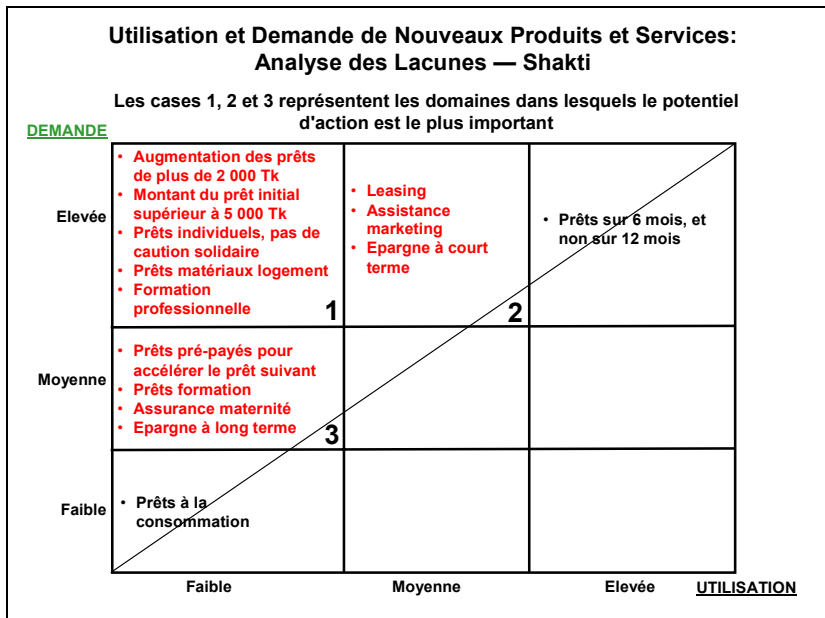 Utilisation et Demande de Nouveaux Produits et Services:
Analyse des Lacunes — Shakti
Les cases 1, 2 et 3 représentent les domaines dans lesquels le potentiel
d'action est le plus important
DEMANDE
Elevée
• Augmentation des prêts
de plus de 2 000 Tk
• Montant du prêt initial
supérieur à 5 000 Tk
• Prêts individuels, pas de
caution solidaire
• Prêts matériaux logement
• Formation
professionnelle
1
• Leasing
• Assistance
marketing
• Epargne à court
terme
2
• Prêts sur 6 mois, et
non sur 12 mois
Moyenne
• Prêts pré-payés pour
accélérer le prêt suivant
• Prêts formation
• Assurance maternité
• Epargne à long terme
3
Faible
• Prêts à la
consommation
Faible
Moyenne
Elevée
UTILISATION